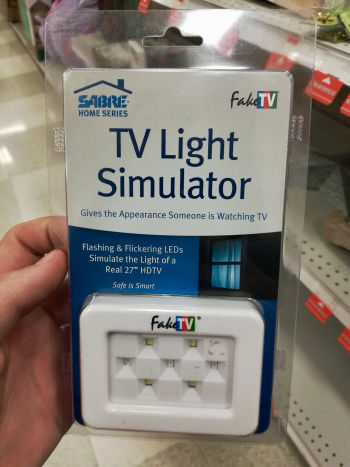 SABRE
HOME SERIES
FakeTV
TV Light
Simulator
Gives the Appearance Someone is Watching TV
Flashing & Flickering LEDs
Simulate the Light of a
Real 27" HDTV
Safe is Smart
FakeTV®